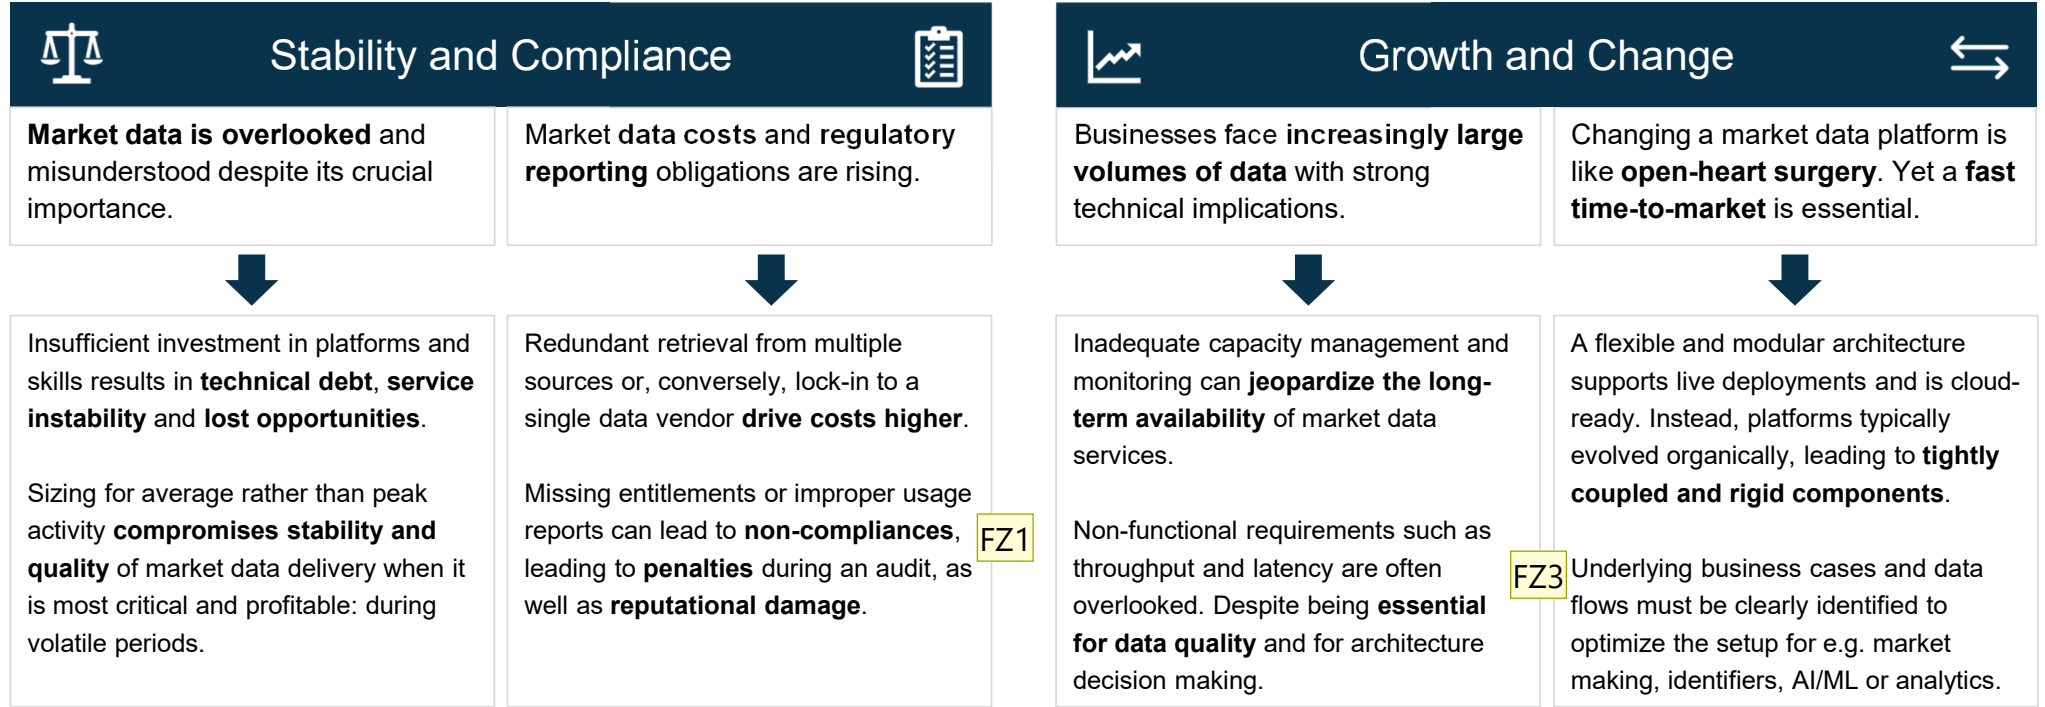 Stability and Compliance
Market data is overlooked and
misunderstood despite its crucial
importance.
Market data costs and regulatory
reporting obligations are rising.
Insufficient investment in platforms and
skills results in technical debt, service
instability and lost opportunities.
Sizing for average rather than peak
activity compromises stability and
quality of market data delivery when it
is most critical and profitable: during
volatile periods.
Redundant retrieval from multiple
sources or, conversely, lock-in to a
single data vendor drive costs higher.
Missing entitlements or improper usage
reports can lead to non-compliances,
leading to penalties during an audit, as
well as reputational damage.
FZ1
Growth and Change
Businesses face increasingly large
volumes of data with strong
technical implications.
Changing a market data platform is
like open-heart surgery. Yet a fast
time-to-market is essential.
Inadequate capacity management and
monitoring can jeopardize the long-
term availability of market data
services.
Non-functional requirements such as
throughput and latency are often
overlooked. Despite being essential
for data quality and for architecture
decision making.
FZ3
A flexible and modular architecture
supports live deployments and is cloud-
ready. Instead, platforms typically
evolved organically, leading to tightly
coupled and rigid components.
Underlying business cases and data
flows must be clearly identified to
optimize the setup for e.g. market
making, identifiers, AI/ML or analytics.